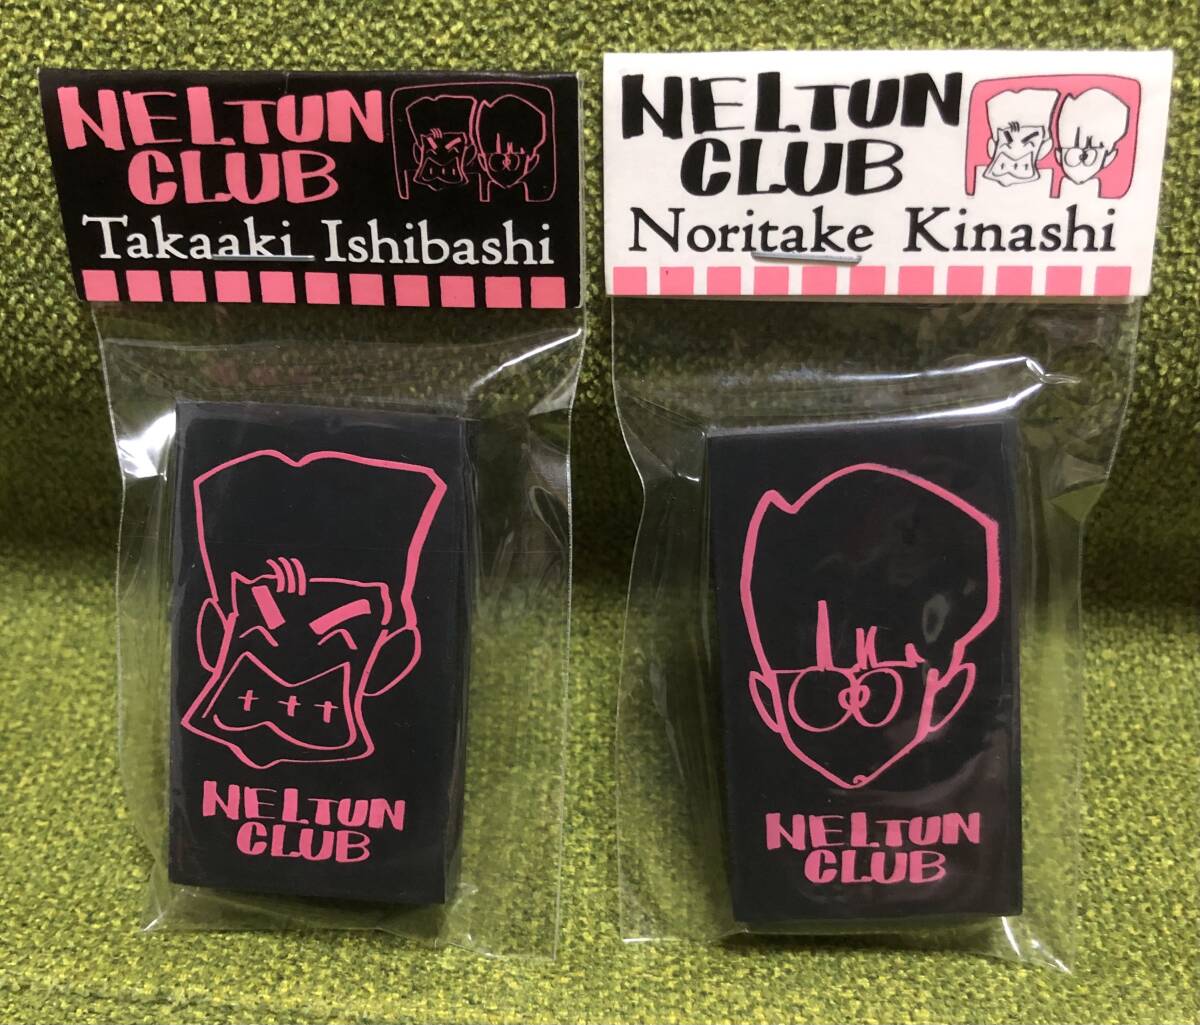 NELTUN
CLUB
Takaaki Ishibashi
NELTUN
CLUB
NELTUN
CLUB
Noritake Kinashi
NELTUN
CLUB